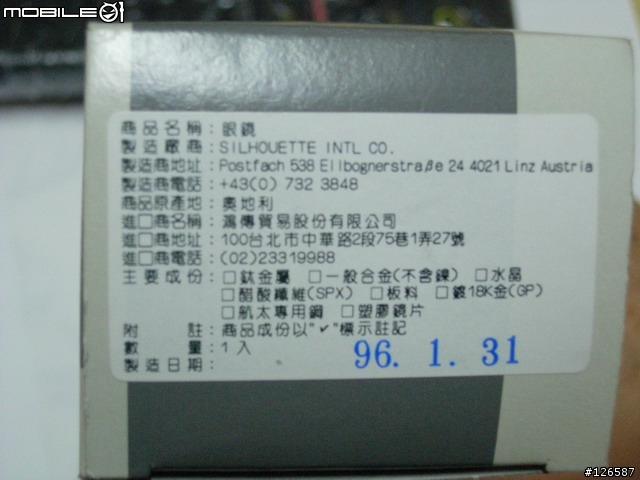 MOBILE01
商品名稱：眼鏡
製造廠商：SILHOUETTE INTL CO.
製造商地址：Postfach 538 Ellbognerstraße 24 4021 Linz Austria
製造商電話：+43(0) 732 3848
商品原產地：奧地利
進□商名稱：鴻傳貿易股份有限公司
進□商地址：100台北市中華路2段75巷1弄27號
進□商電話：(02)23319988
主要成份：□鈦金屬 □一般合金(不含鎳) □水晶
□醋酸纖維(SPX) □板料 □鍍18K金(GP)
□航太專用鋼 □塑膠鏡片
附註：商品成份以"✔"標示註記
數量：1入
製造日期：96.1.31
#126587